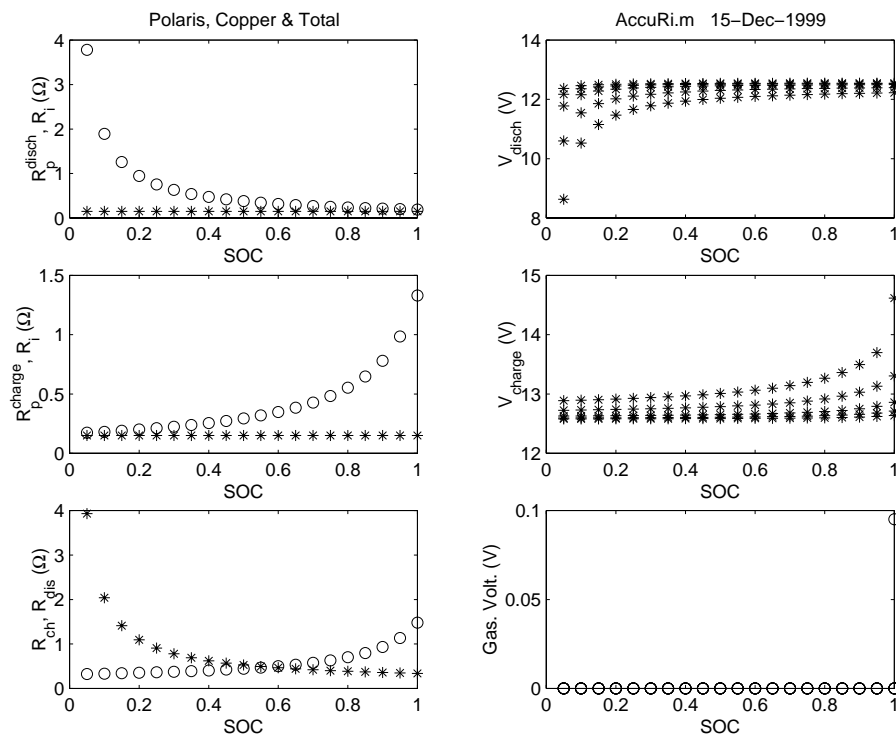 Polaris, Copper & Total
4
3
2
1
0
R_p^disch, R_i (Ω)
0 0.2 0.4 0.6 0.8 1
SOC
AccuRi.m 15−Dec−1999
14
12
10
8
V_disch (V)
0 0.2 0.4 0.6 0.8 1
SOC
1.5
1
0.5
0
R_p^charge, R_i (Ω)
0 0.2 0.4 0.6 0.8 1
SOC
15
14
13
12
V_charge (V)
0 0.2 0.4 0.6 0.8 1
SOC
4
3
2
1
0
R_ch, R_dis (Ω)
0 0.2 0.4 0.6 0.8 1
SOC
0.1
0.05
0
Gas. Volt. (V)
0 0.2 0.4 0.6 0.8 1
SOC